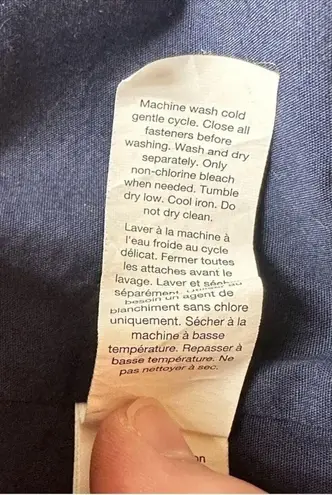 Machine wash cold
gentle cycle. Close all
fasteners before
washing. Wash and dry
separately. Only
non-chlorine bleach
when needed. Tumble
dry low. Cool iron. Do
not dry clean.
Laver à la machine à
l'eau froide au cycle
délicat. Fermer toutes
les attaches avant le
lavage. Laver et
séparément.
besoin un agent de
blanchiment sans chlore
uniquement. Sécher à la
machine à basse
température. Repasser à
basse température. Ne
pas nettoyer à sec.